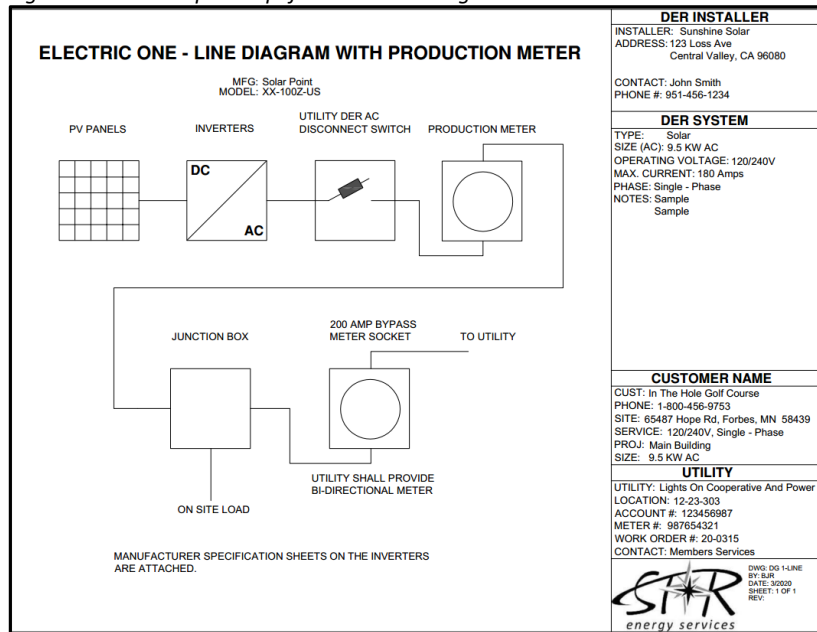 ELECTRIC ONE - LINE DIAGRAM WITH PRODUCTION METER
MFG: Solar Point
MODEL: XX-100Z-US
PV PANELS
INVERTERS
UTILITY DER AC
DISCONNECT SWITCH
PRODUCTION METER
DC
AC
JUNCTION BOX
200 AMP BYPASS
METER SOCKET
TO UTILITY
UTILITY SHALL PROVIDE
BI-DIRECTIONAL METER
ON SITE LOAD
MANUFACTURER SPECIFICATION SHEETS ON THE INVERTERS
ARE ATTACHED.
DER INSTALLER
INSTALLER: Sunshine Solar
ADDRESS: 123 Loss Ave
Central Valley, CA 96080
CONTACT: John Smith
PHONE #: 951-456-1234
DER SYSTEM
TYPE: Solar
SIZE (AC): 9.5 KW AC
OPERATING VOLTAGE: 120/240V
MAX. CURRENT: 180 Amps
PHASE: Single - Phase
NOTES: Sample
Sample
CUSTOMER NAME
CUST: In The Hole Golf Course
PHONE: 1-800-456-9753
SITE: 65487 Hope Rd, Forbes, MN 58439
SERVICE: 120/240V, Single - Phase
PROJ: Main Building
SIZE: 9.5 KW AC
UTILITY
UTILITY: Lights On Cooperative And Power
LOCATION: 12-23-303
ACCOUNT #: 123456987
METER #: 987654321
WORK ORDER #: 20-0315
CONTACT: Members Services
STAR
energy services
DWG: DG 1-LINE
BY: BJR
DATE: 3/2020
SHEET: 1 OF 1
REV: